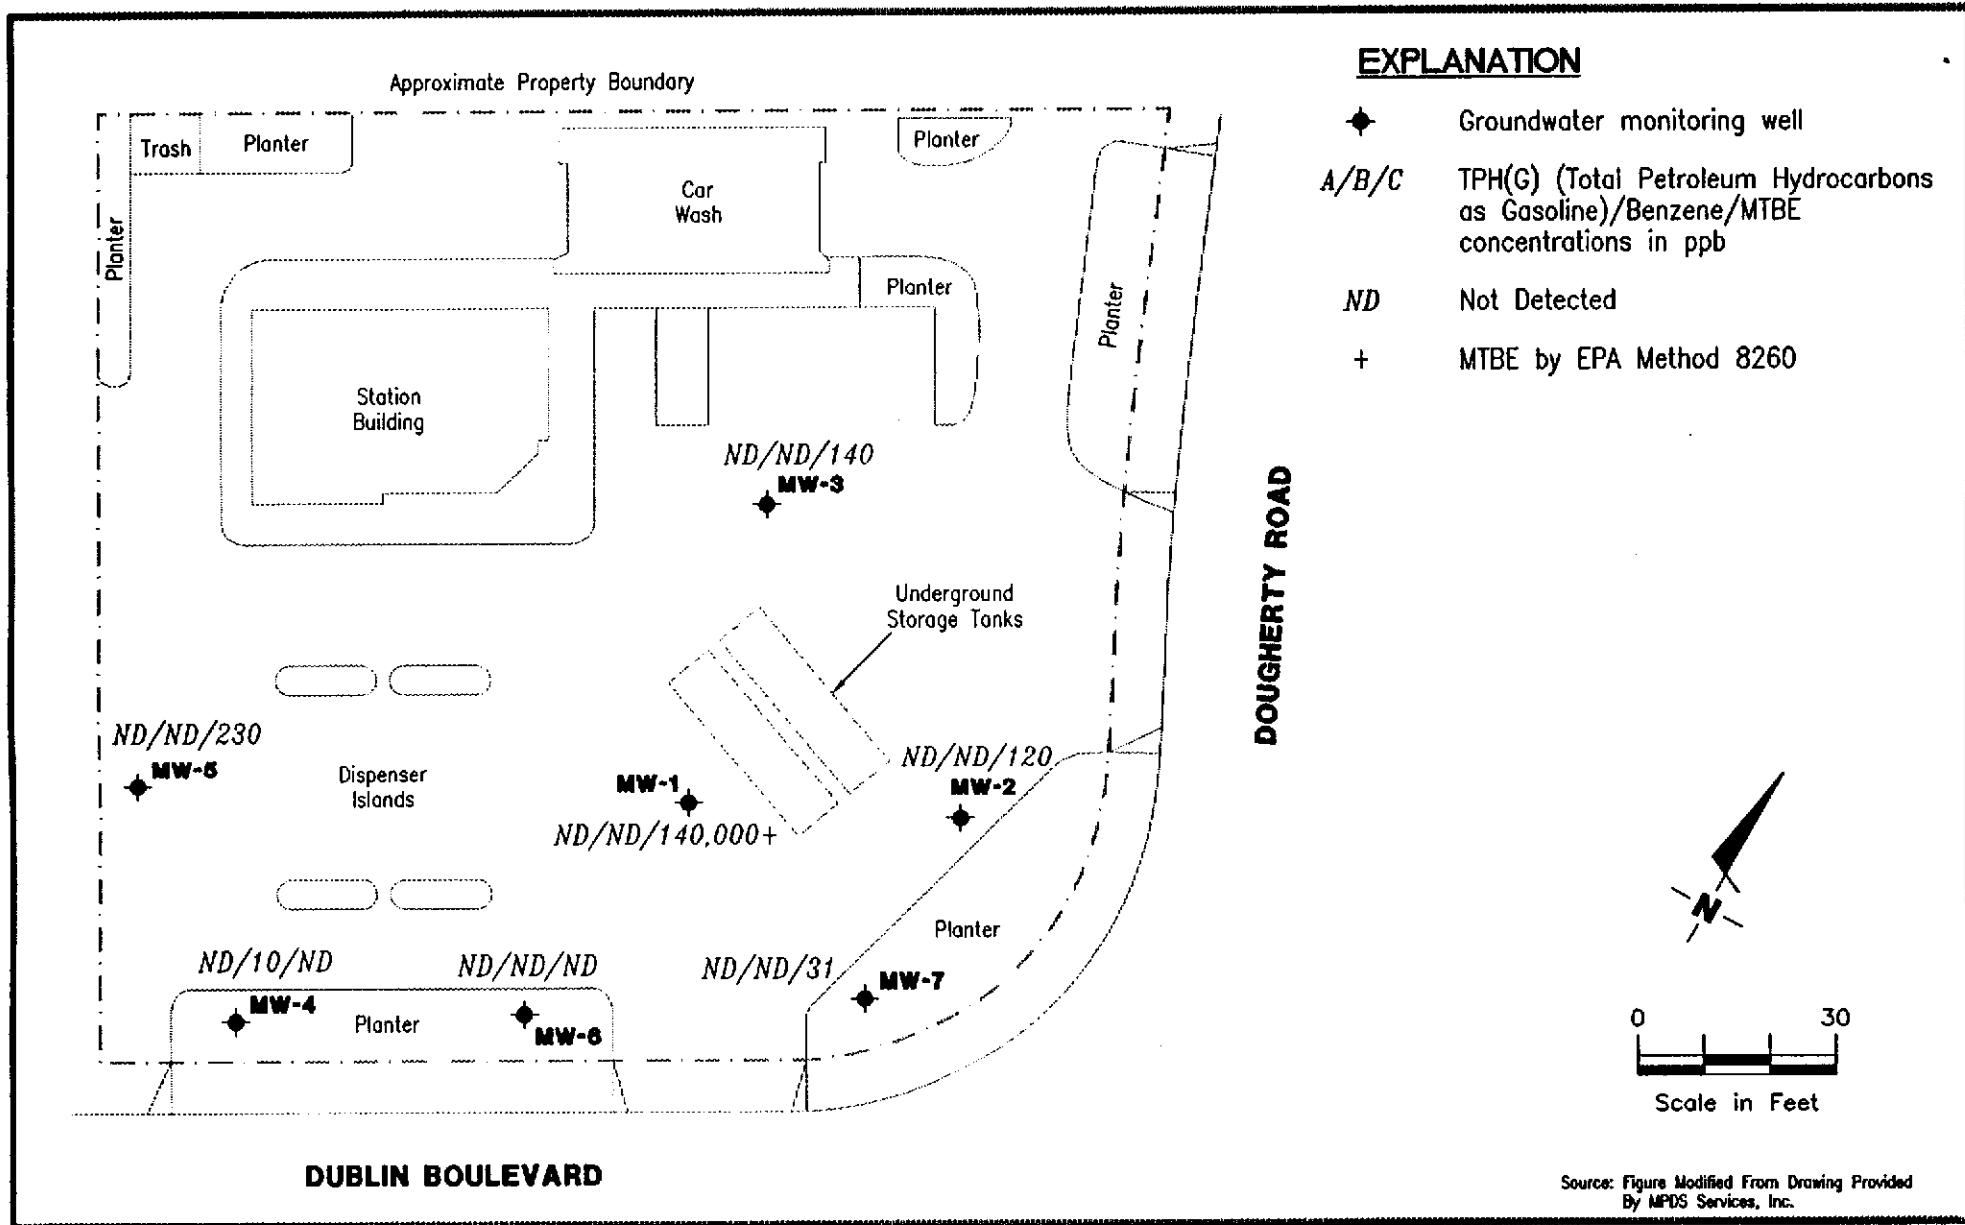 Approximate Property Boundary
Trash
Planter
Planter
Planter
Car
Wash
Planter
Planter
Station
Building
ND/ND/140
MW-3
Underground
Storage Tanks
DOUGHERTY ROAD
ND/ND/230
MW-5
Dispenser
Islands
MW-1
ND/ND/140,000+
ND/ND/120
MW-2
Planter
ND/10/ND
MW-4
Planter
ND/ND/ND
MW-6
ND/ND/31
MW-7
DUBLIN BOULEVARD
EXPLANATION
Groundwater monitoring well
A/B/C TPH(G) (Total Petroleum Hydrocarbons
as Gasoline)/Benzene/MTBE
concentrations in ppb
ND Not Detected
+ MTBE by EPA Method 8260
N
0 30
Scale in Feet
Source: Figure Modified From Drawing Provided
By MPDS Services, Inc.